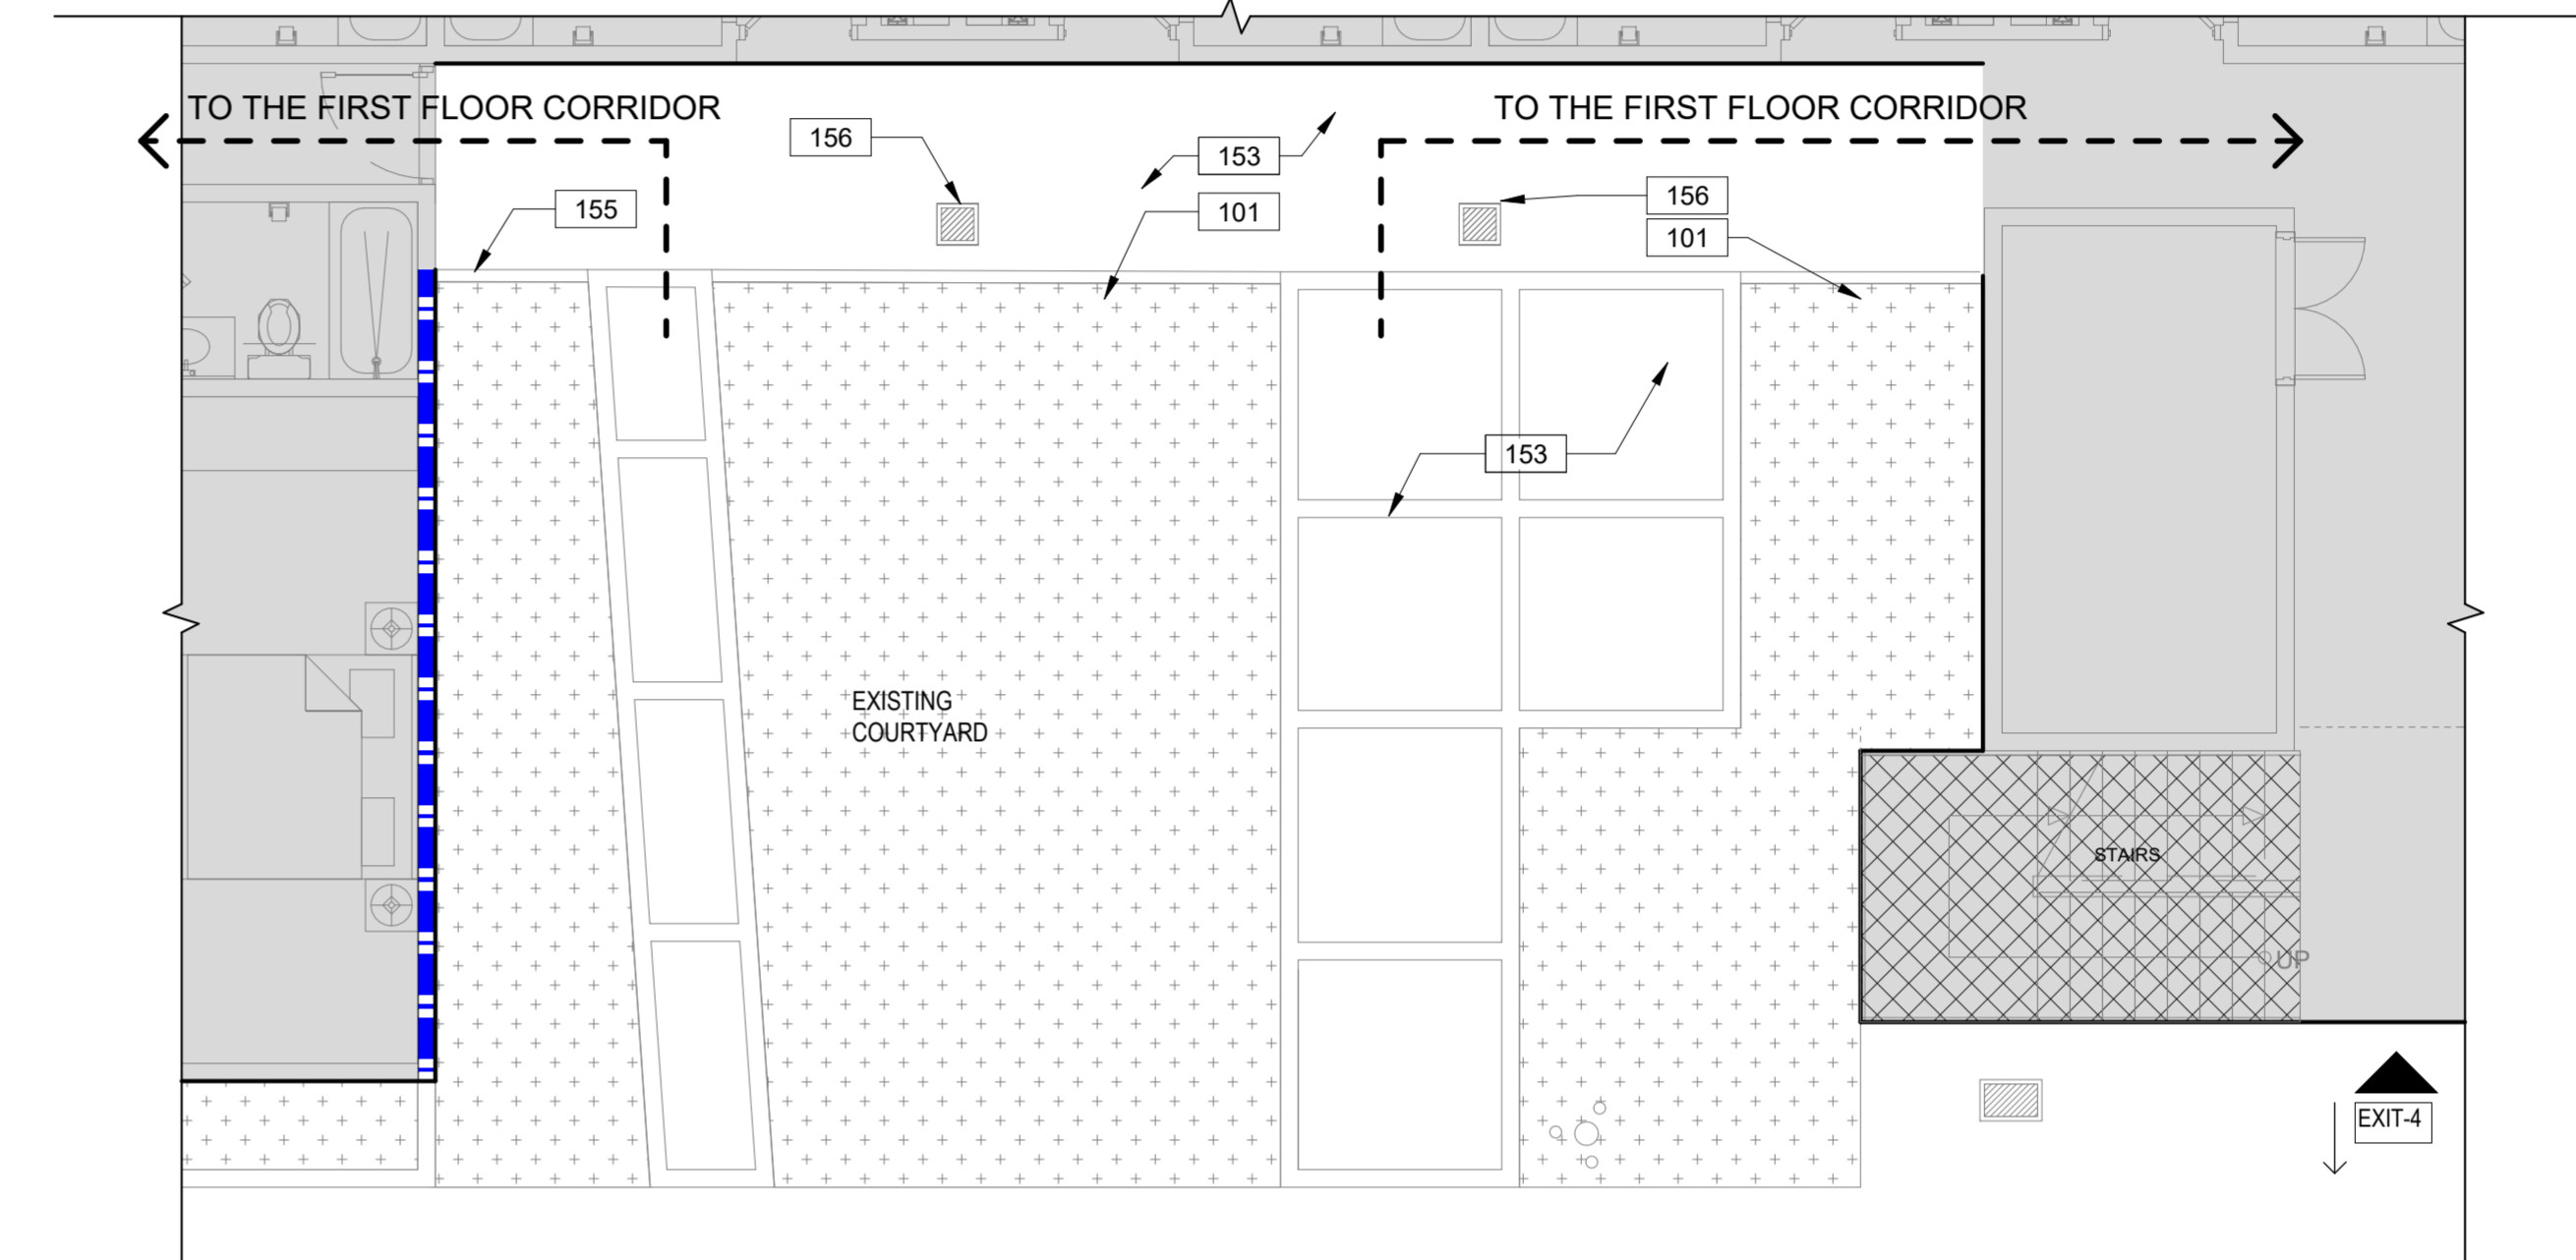 TO THE FIRST FLOOR CORRIDOR
TO THE FIRST FLOOR CORRIDOR
156
153
155
101
156
101
153
EXISTING
COURTYARD
STAIRS
UP
EXIT-4